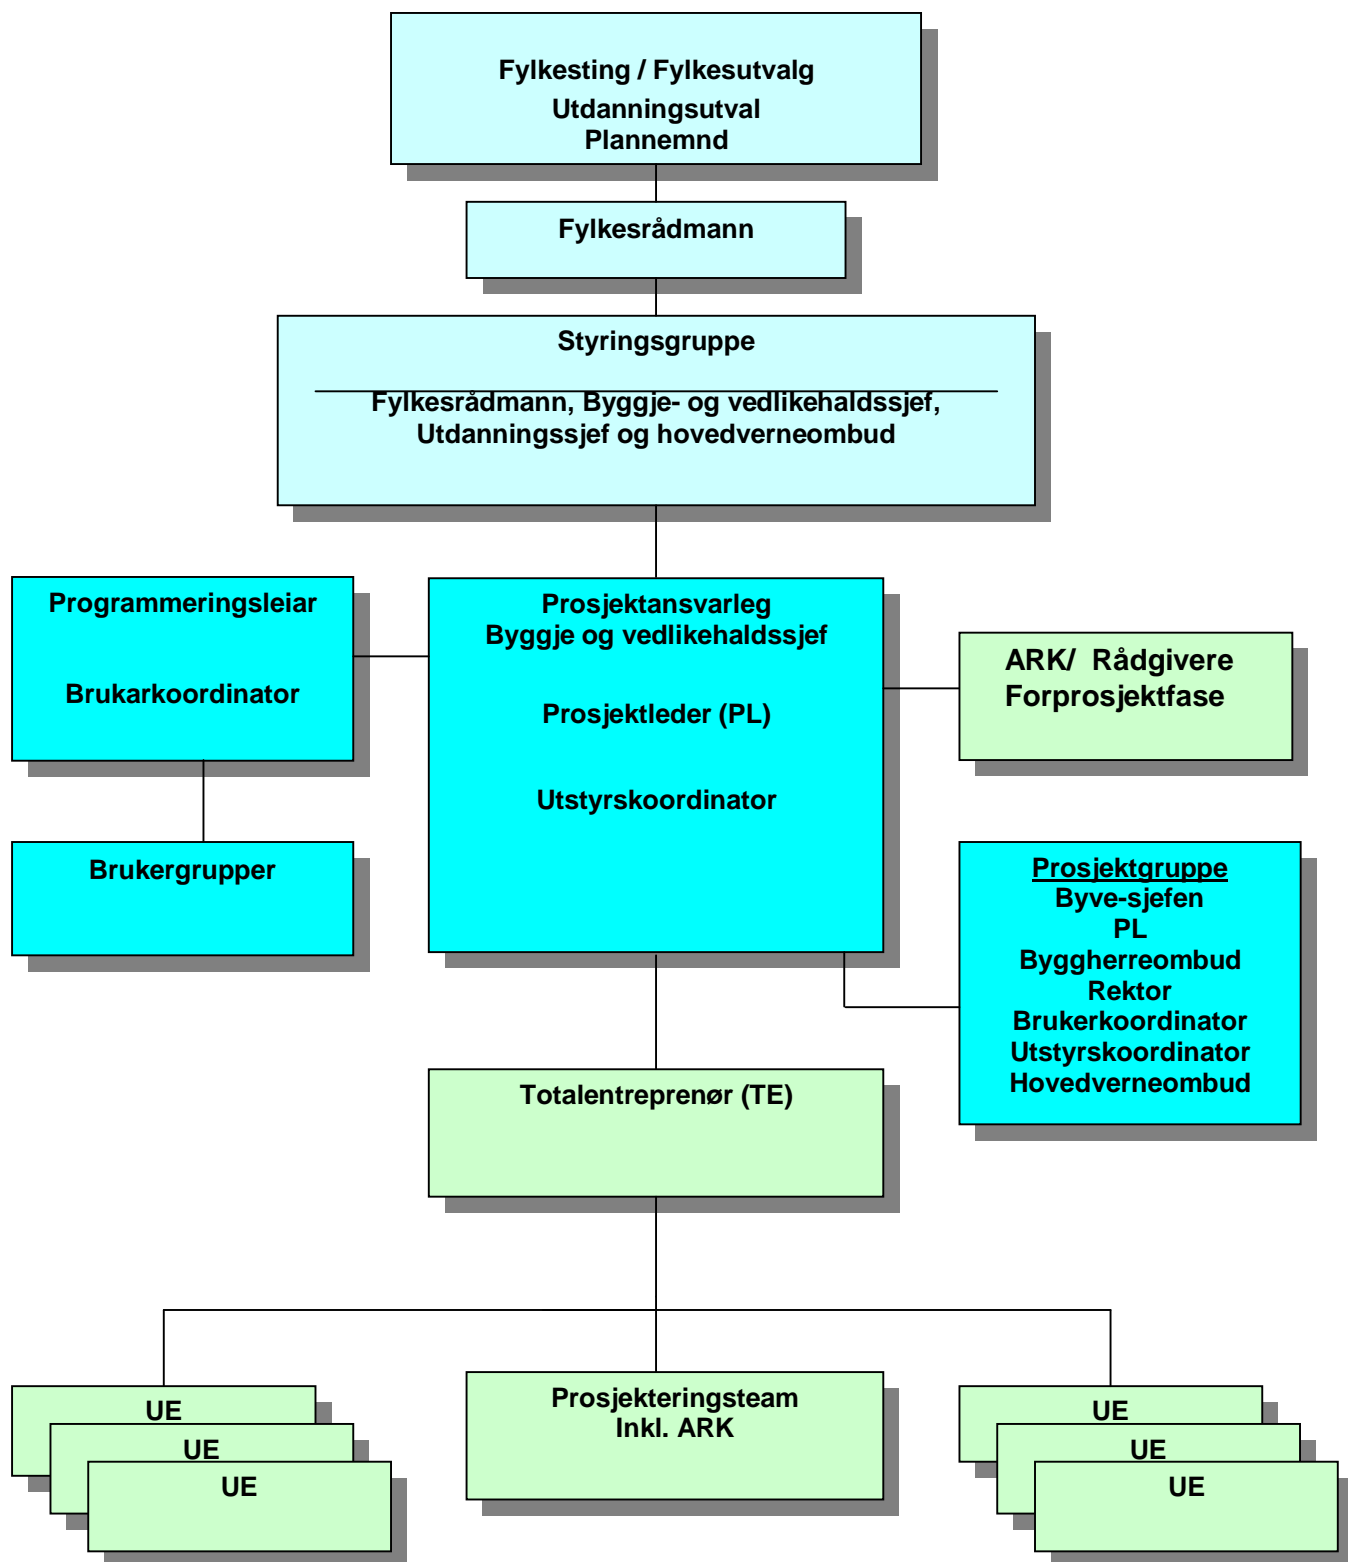 Fylkesting / Fylkesutvalg
Utdanningsutval
Plannemnd
Fylkesrådmann
Styringsgruppe
Fylkesrådmann, Byggje- og vedlikehaldssjef,
Utdanningssjef og hovedverneombud
Programmeringsleiar
Brukarkoordinator
Prosjektansvarleg
Byggje og vedlikehaldssjef
Prosjektleder (PL)
Utstyrskoordinator
ARK/ Rådgivere
Forprosjektfase
Brukergrupper
Prosjektgruppe
Byve-sjefen
PL
Byggherreombud
Rektor
Brukerkoordinator
Utstyrskoordinator
Hovedverneombud
Totalentreprenør (TE)
UE
UE
UE
Prosjekteringsteam
Inkl. ARK
UE
UE
UE